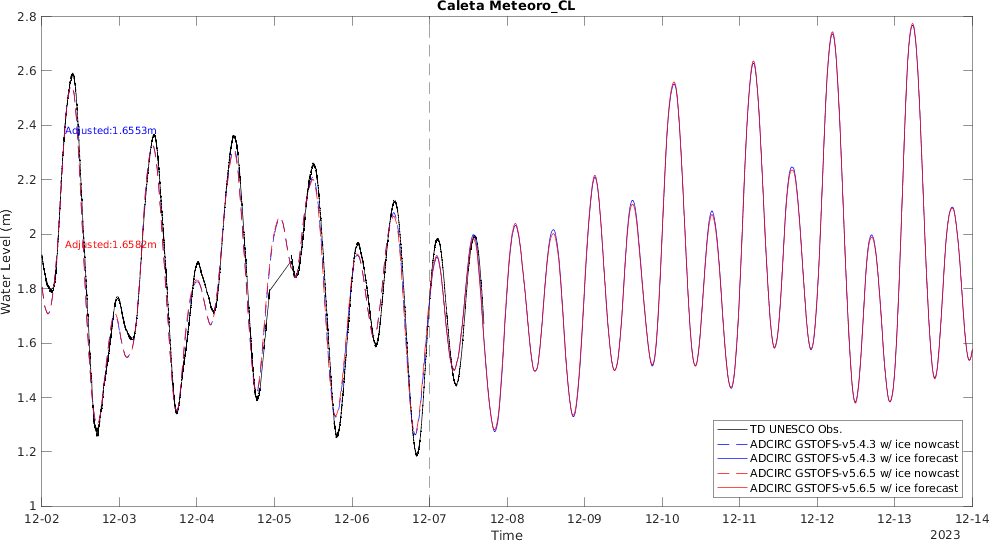 Caleta Meteoro_CL
2.8
2.6
2.4
2.2
2
1.8
1.6
1.4
1.2
1
Water Level (m)
Adjusted:1.6553m
Adjusted:1.6582m
TD UNESCO Obs.
ADCIRC GSTOFS-v5.4.3 w/ ice nowcast
ADCIRC GSTOFS-v5.4.3 w/ ice forecast
ADCIRC GSTOFS-v5.6.5 w/ ice nowcast
ADCIRC GSTOFS-v5.6.5 w/ ice forecast
12-02 12-03 12-04 12-05 12-06 12-07 12-08 12-09 12-10 12-11 12-12 12-13 12-14
Time
2023